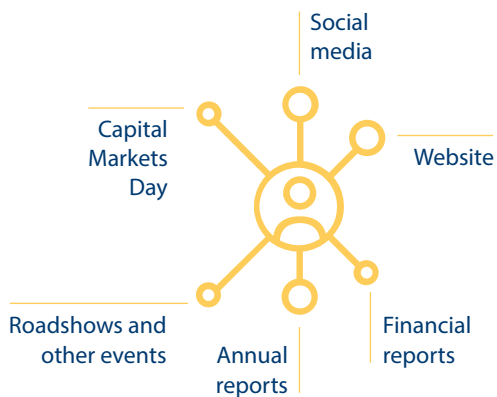 Social
media
Capital
Markets
Day
Website
Roadshows and
other events
Annual
reports
Financial
reports